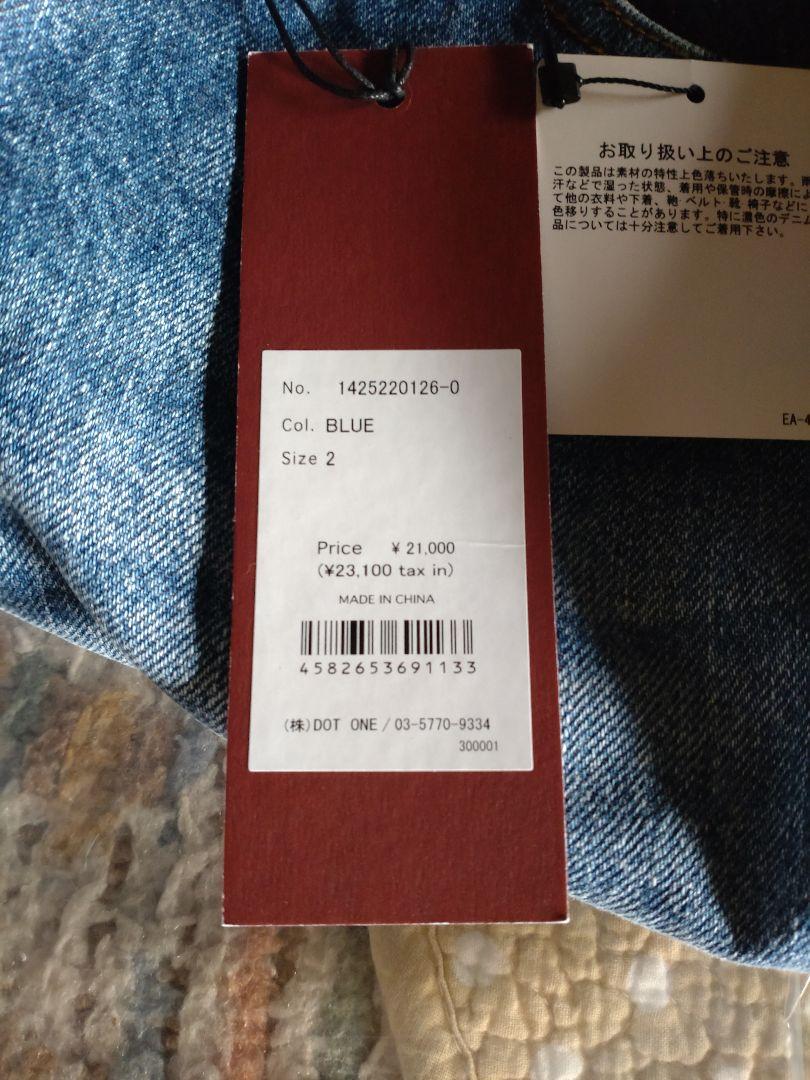 No. 1425220126-0
Col. BLUE
Size 2
Price ¥ 21,000
(¥23,100 tax in)
MADE IN CHINA
4582653691133
(株)DOT ONE / 03-5770-9334
300001
お取り扱い上のご注意
この製品は素材の特性上色落ちいたします。雨
汗などで湿った状態、着用や保管時の摩擦によ
て他の衣料や下着、鞄・ベルト・靴・椅子などに
色移りすることがあります。特に濃色のデニム
品については十分注意してご着用下さい。
EA-4